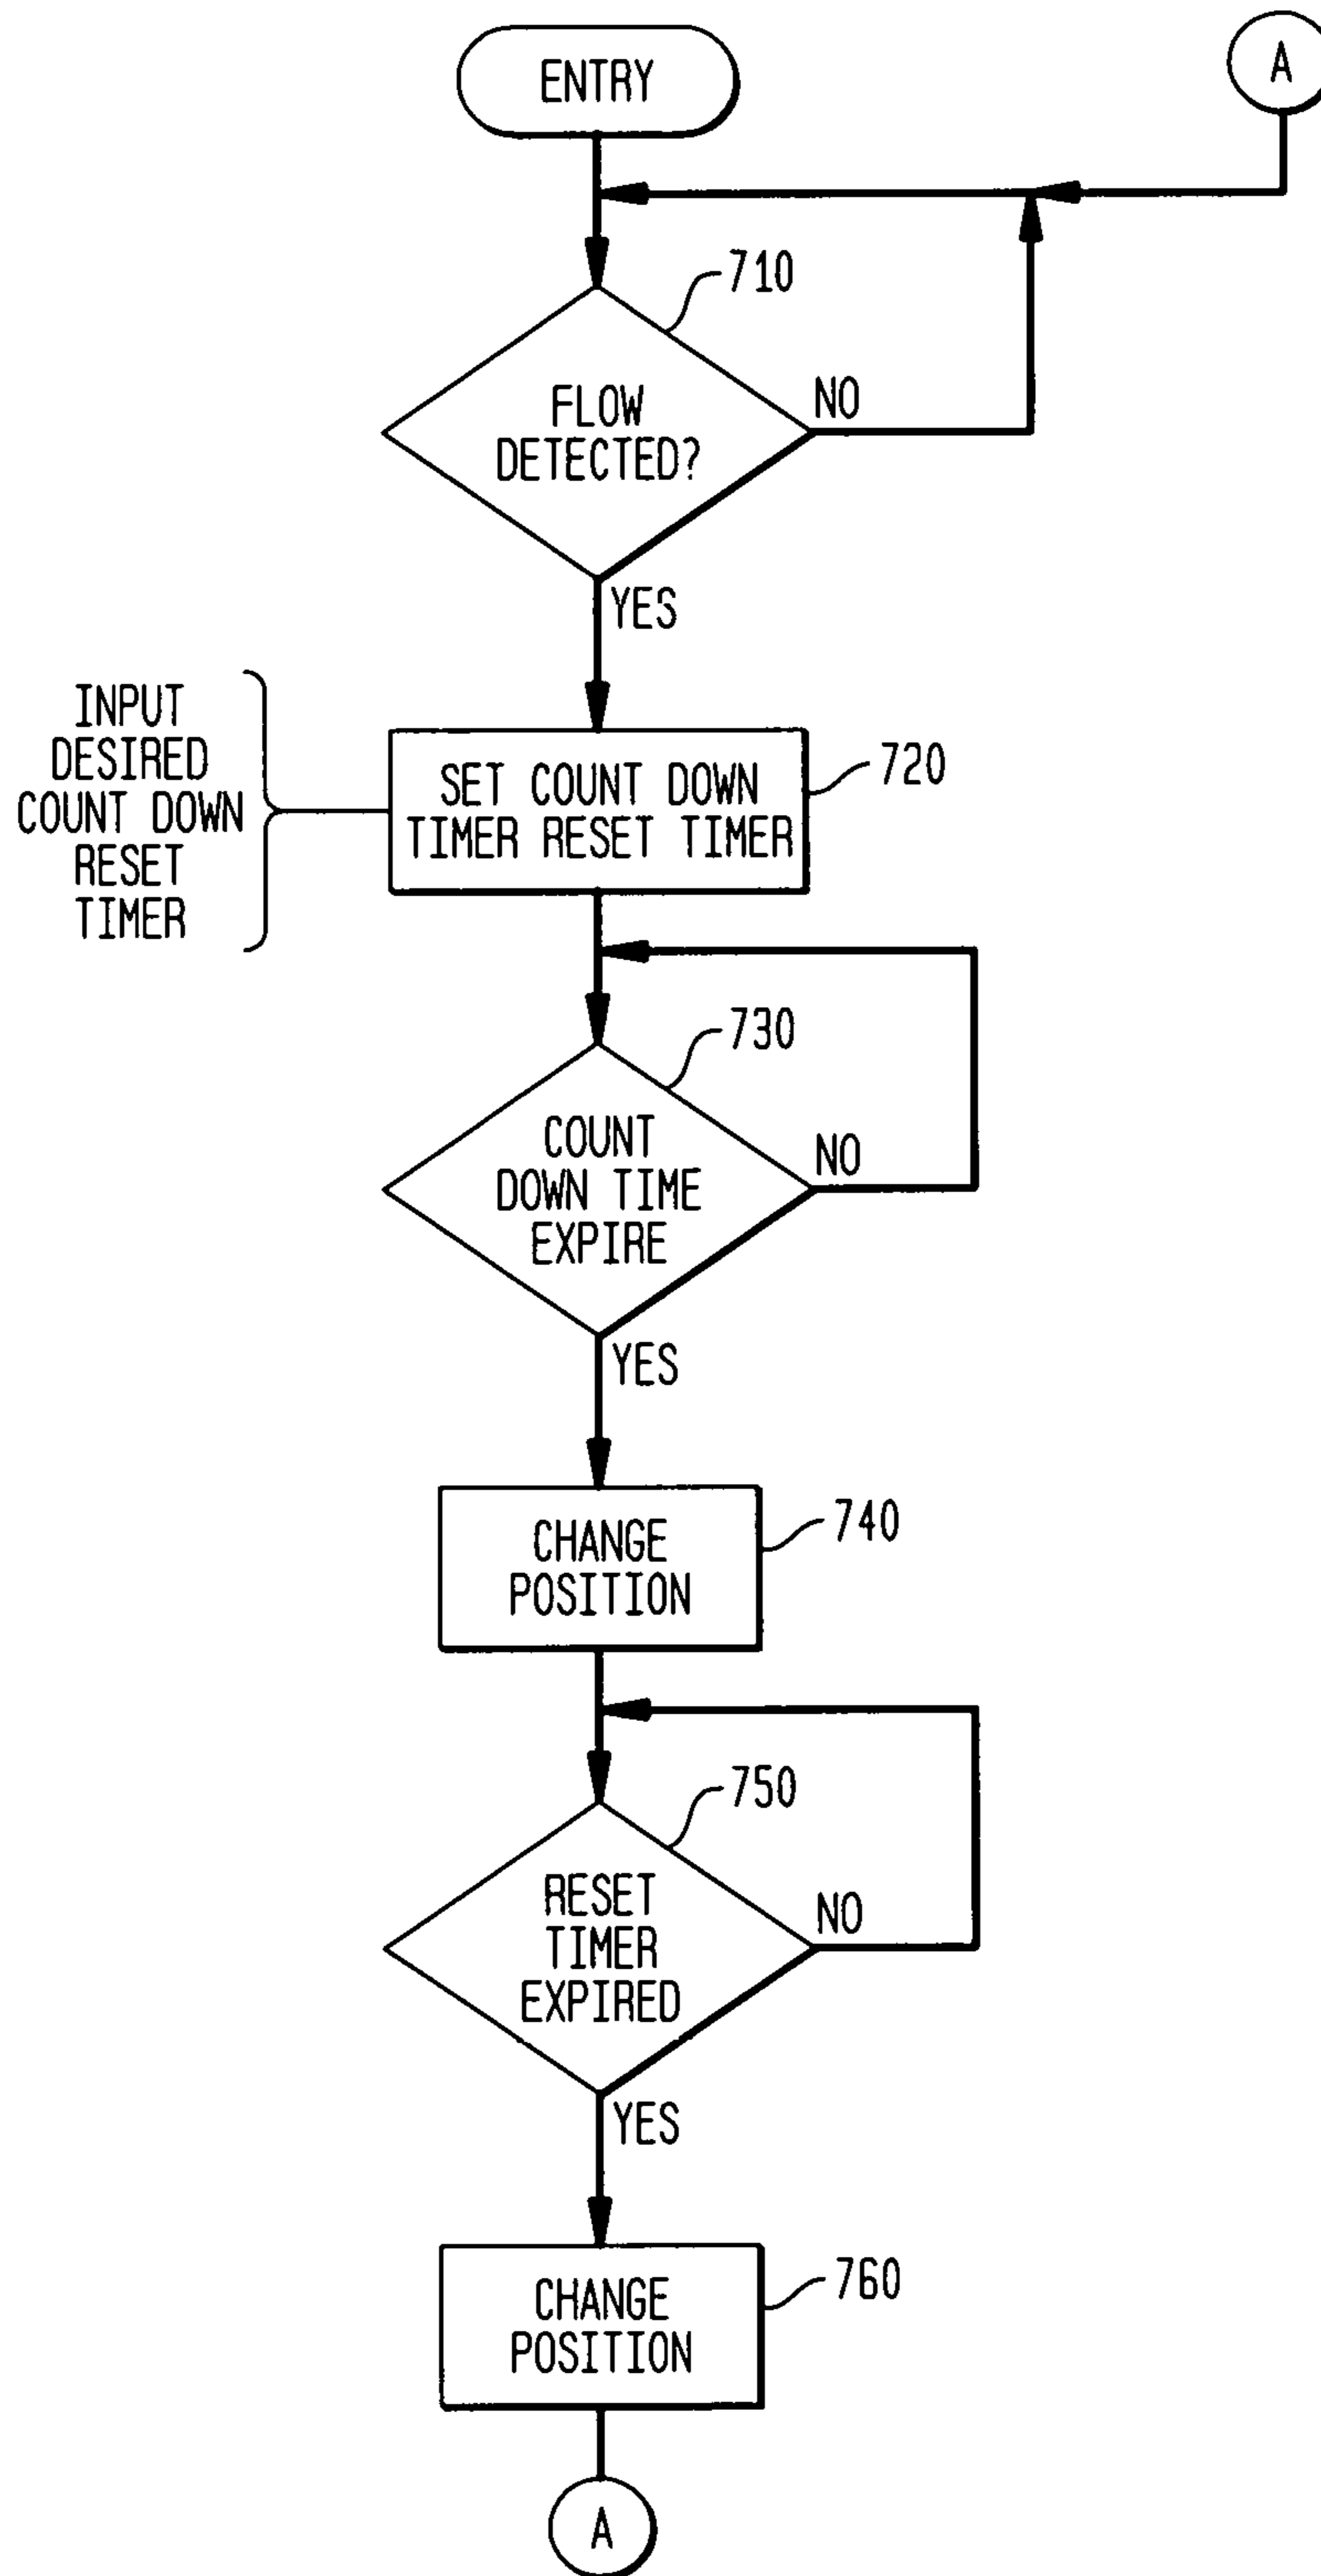 ENTRY
A
710
FLOW
DETECTED?
NO
YES
INPUT
DESIRED
COUNT DOWN
RESET
TIMER
SET COUNT DOWN
TIMER RESET TIMER
720
730
COUNT
DOWN TIME
EXPIRE
NO
YES
CHANGE
POSITION
740
750
RESET
TIMER
EXPIRED
NO
YES
CHANGE
POSITION
760
A